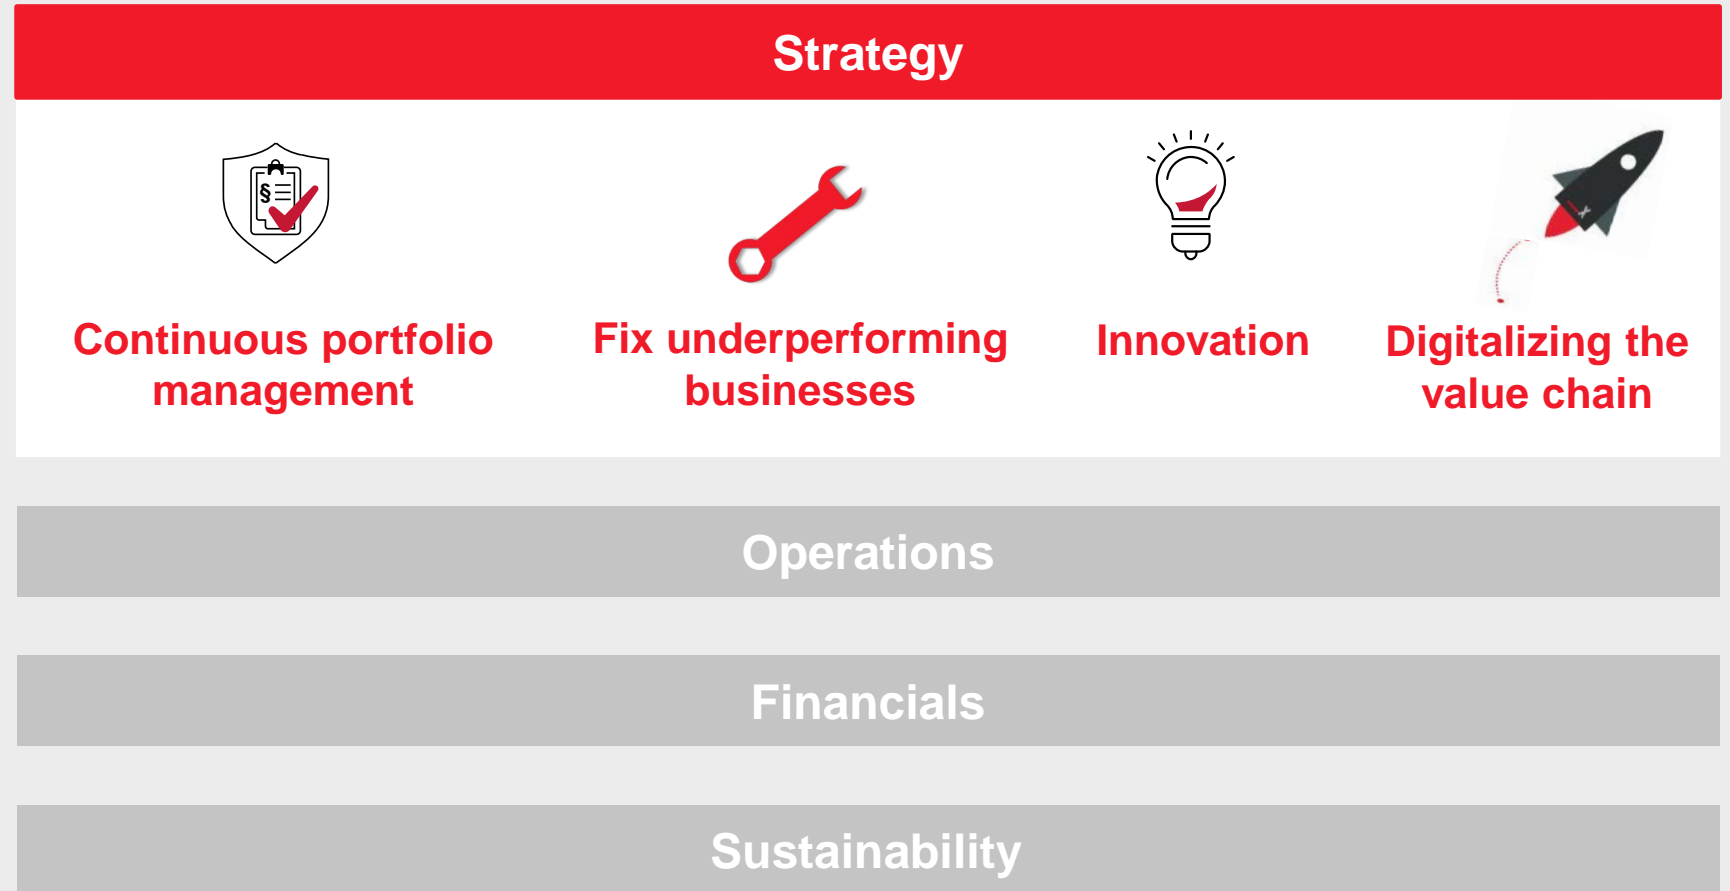 Strategy
§
Continuous portfolio
management
Fix underperforming
businesses
Innovation
Digitalizing the
value chain
Operations
Financials
Sustainability